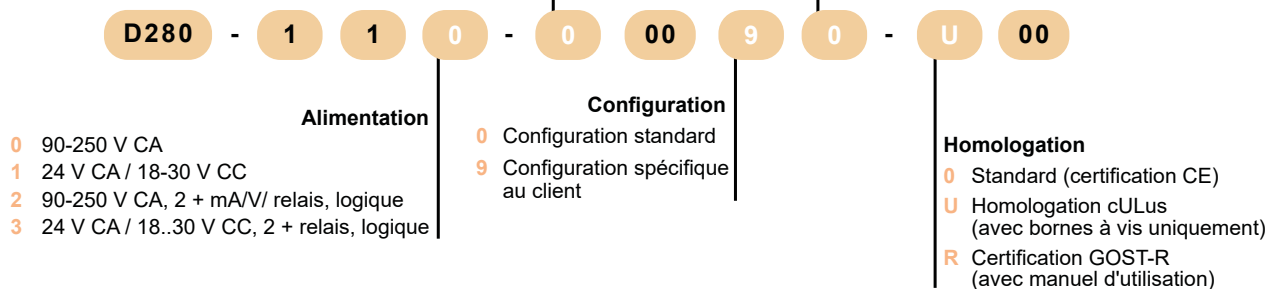 D280 - 1 1 0 - 0 00 9 0 - U 00
Alimentation
0 90-250 V CA
1 24 V CA / 18-30 V CC
2 90-250 V CA, 2 + mA/V/ relais, logique
3 24 V CA / 18..30 V CC, 2 + relais, logique
Configuration
0 Configuration standard
9 Configuration spécifique
au client
Homologation
0 Standard (certification CE)
U Homologation cULus
(avec bornes à vis uniquement)
R Certification GOST-R
(avec manuel d'utilisation)